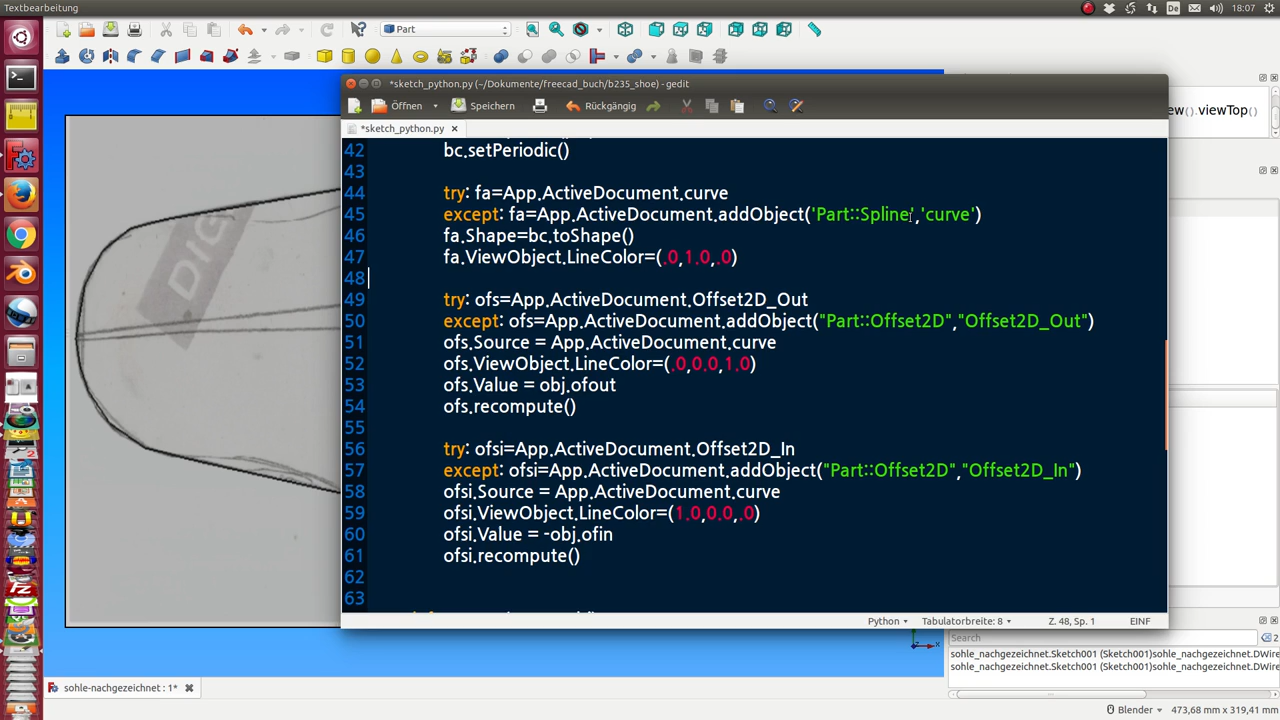 Textbearbeitung
De
18:07
Part
*sketch_python.py (~/Dokumente/freecad_buch/b235_shoe) - gedit
Öffnen
Speichern
Rückgängig
*sketch_python.py
ew().viewTop()
42 bc.setPeriodic()
43
44 try: fa=App.ActiveDocument.curve
45 except: fa=App.ActiveDocument.addObject('Part::Spline','curve')
46 fa.Shape=bc.toShape()
47 fa.ViewObject.LineColor=(.0,1.0,.0)
48
49 try: ofs=App.ActiveDocument.Offset2D_Out
50 except: ofs=App.ActiveDocument.addObject("Part::Offset2D","Offset2D_Out")
51 ofs.Source = App.ActiveDocument.curve
52 ofs.ViewObject.LineColor=(.0,0.0,1.0)
53 ofs.Value = obj.ofout
54 ofs.recompute()
55
56 try: ofsi=App.ActiveDocument.Offset2D_In
57 except: ofsi=App.ActiveDocument.addObject("Part::Offset2D","Offset2D_In")
58 ofsi.Source = App.ActiveDocument.curve
59 ofsi.ViewObject.LineColor=(1.0,0.0,.0)
60 ofsi.Value = -obj.ofin
61 ofsi.recompute()
62
63
Python
Tabulatorbreite: 8
Z. 48, Sp. 1
EINF
Search
2
sohle_nachgezeichnet.Sketch001 (Sketch001)sohle_nachgezeichnet.DWire
sohle_nachgezeichnet.Sketch001 (Sketch001)sohle_nachgezeichnet.DWire
sohle-nachgezeichnet : 1*
Blender
473,68 mm x 319,41 mm